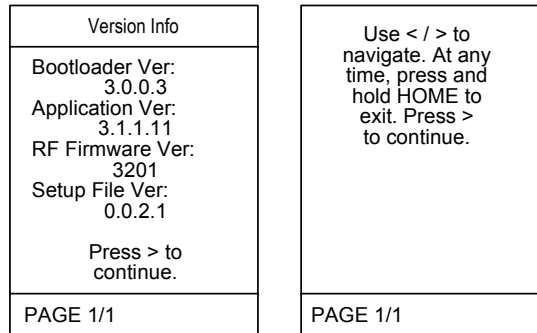 Version Info
Bootloader Ver:
3.0.0.3
Application Ver:
3.1.1.11
RF Firmware Ver:
3201
Setup File Ver:
0.0.2.1
Press > to
continue.
PAGE 1/1
Use < / > to
navigate. At any
time, press and
hold HOME to
exit. Press >
to continue.
PAGE 1/1